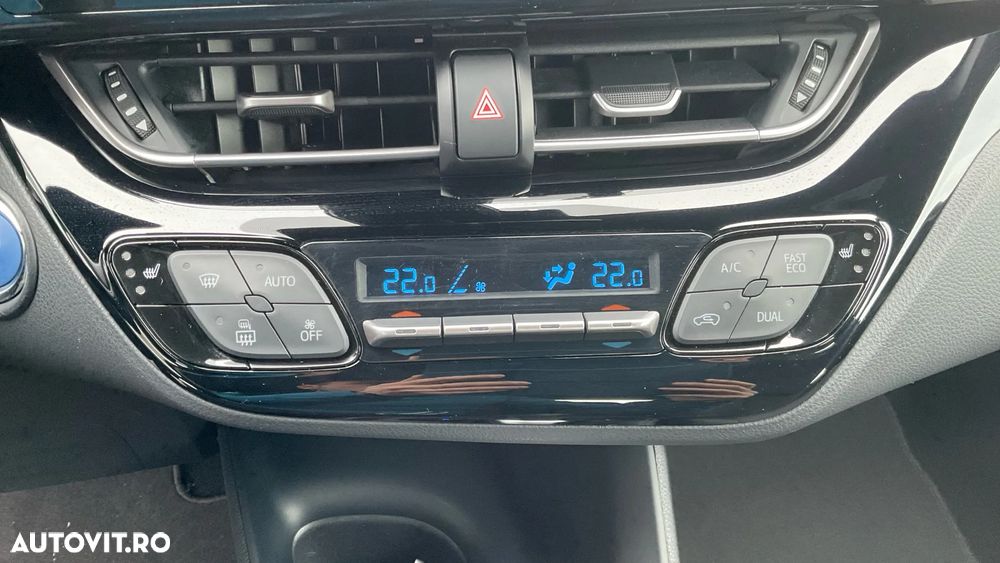 22.0 22.0
AUTO
OFF
A/C FAST ECO
DUAL
AUTOVIT.RO